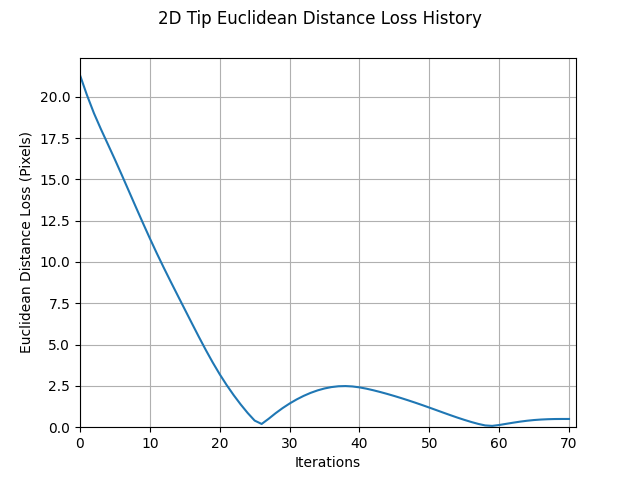 2D Tip Euclidean Distance Loss History
Euclidean Distance Loss (Pixels)
20.0
17.5
15.0
12.5
10.0
7.5
5.0
2.5
0.0
0 10 20 30 40 50 60 70
Iterations